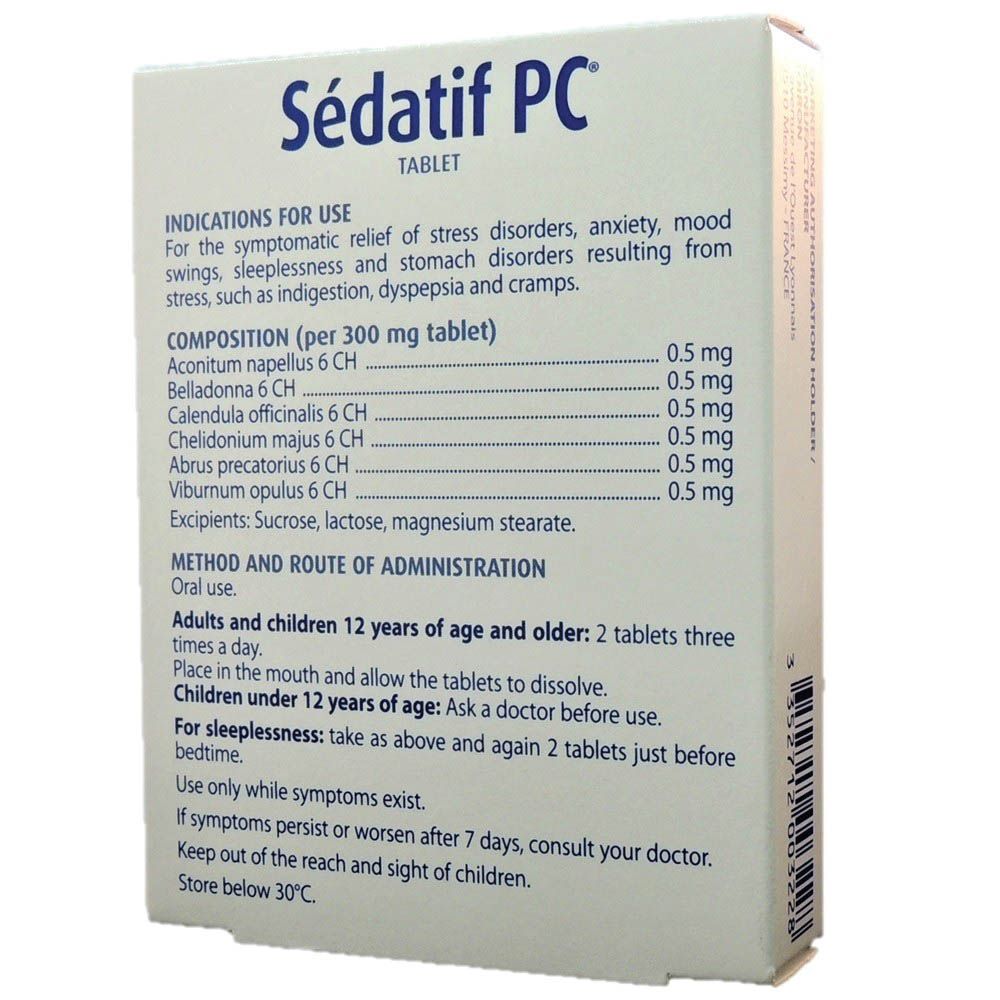 Sédatif PC®
TABLET
INDICATIONS FOR USE
For the symptomatic relief of stress disorders, anxiety, mood
swings, sleeplessness and stomach disorders resulting from
stress, such as indigestion, dyspepsia and cramps.
COMPOSITION (per 300 mg tablet)
Aconitum napellus 6 CH ........................ 0.5 mg
Belladonna 6 CH ........................ 0.5 mg
Calendula officinalis 6 CH ........................ 0.5 mg
Chelidonium majus 6 CH ........................ 0.5 mg
Abrus precatorius 6 CH ........................ 0.5 mg
Viburnum opulus 6 CH ........................ 0.5 mg
Excipients: Sucrose, lactose, magnesium stearate.
METHOD AND ROUTE OF ADMINISTRATION
Oral use.
Adults and children 12 years of age and older: 2 tablets three
times a day.
Place in the mouth and allow the tablets to dissolve.
Children under 12 years of age: Ask a doctor before use.
For sleeplessness: take as above and again 2 tablets just before
bedtime.
Use only while symptoms exist.
If symptoms persist or worsen after 7 days, consult your doctor.
Keep out of the reach and sight of children.
Store below 30°C.
MARKETING AUTHORISATION HOLDER /
MANUFACTURER
BOIRON
avenue de l'Ouest Lyonnais
Messimy - FRANCE
3 352712 003228